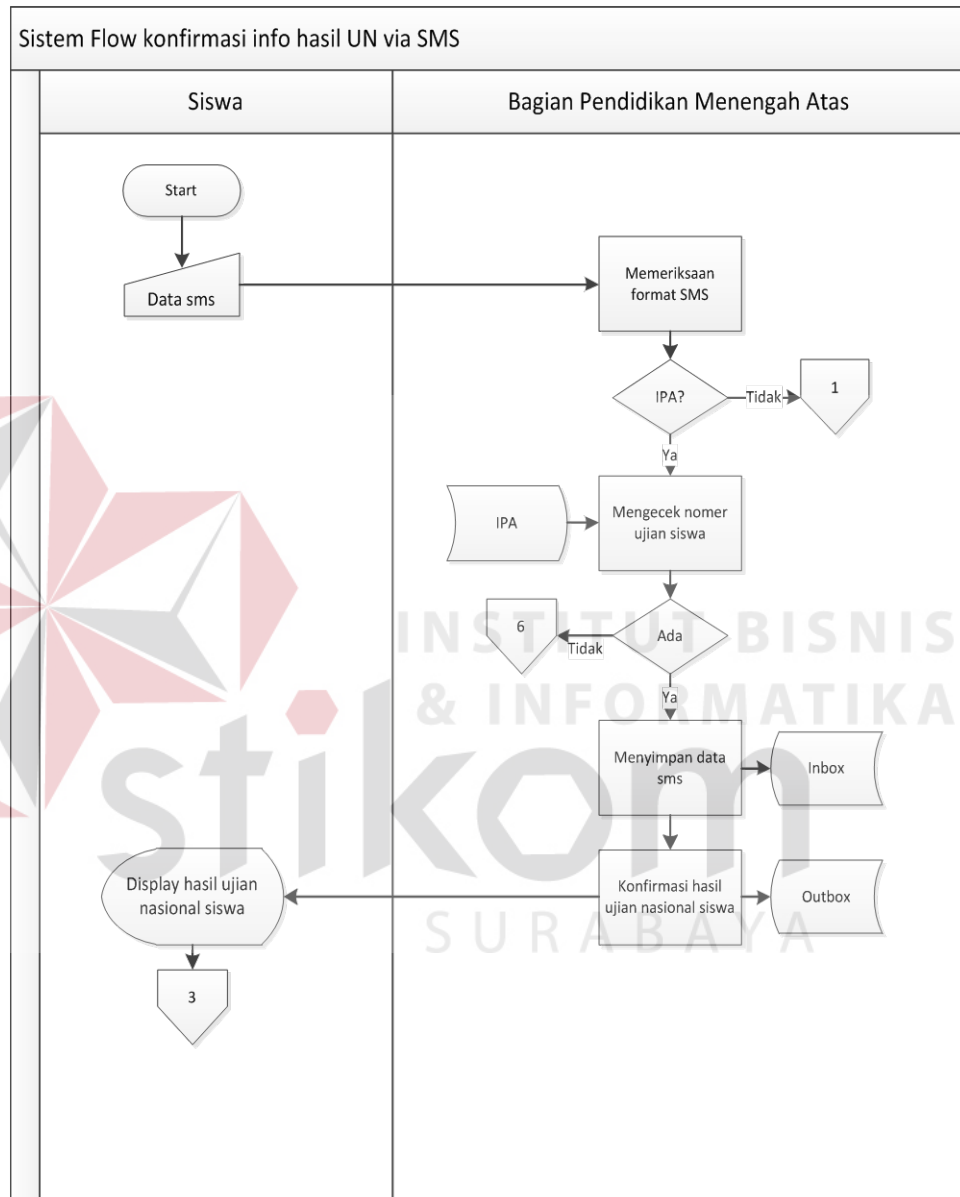 Sistem Flow konfirmasi info hasil UN via SMS
Siswa
Bagian Pendidikan Menengah Atas
Start
Data sms
Memeriksaan
format SMS
IPA?
Tidak
1
Ya
IPA
Mengecek nomer
ujian siswa
6
Tidak
Ada
Ya
Menyimpan data
sms
Inbox
Display hasil ujian
nasional siswa
Konfirmasi hasil
ujian nasional siswa
Outbox
3
INSTITUT BISNIS
& INFORMATIKA
stikom
SURABAYA